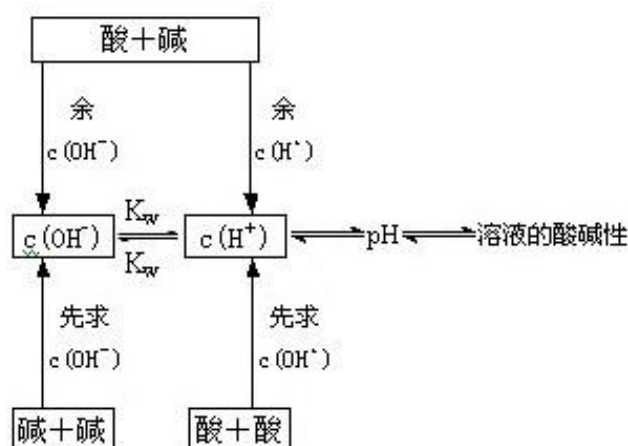 酸＋碱
余
余
c(OH⁻)
c(H⁺)
Kw
c(OH⁻)
c(H⁺)
pH
溶液的酸碱性
Kw
先求
先求
c(OH⁻)
c(OH⁺)
碱＋碱
酸＋酸